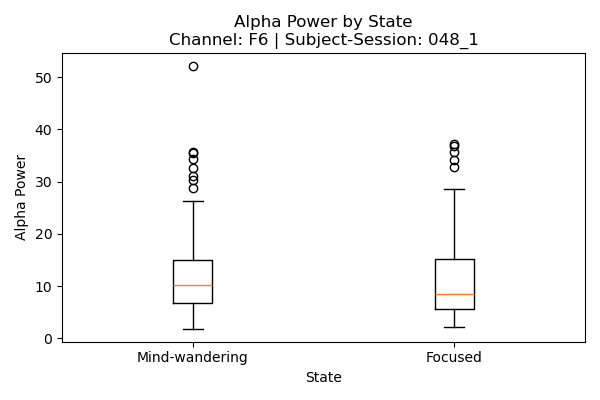 Alpha Power by State
Channel: F6 | Subject-Session: 048_1
50
40
30
20
10
0
Alpha Power
Mind-wandering
Focused
State